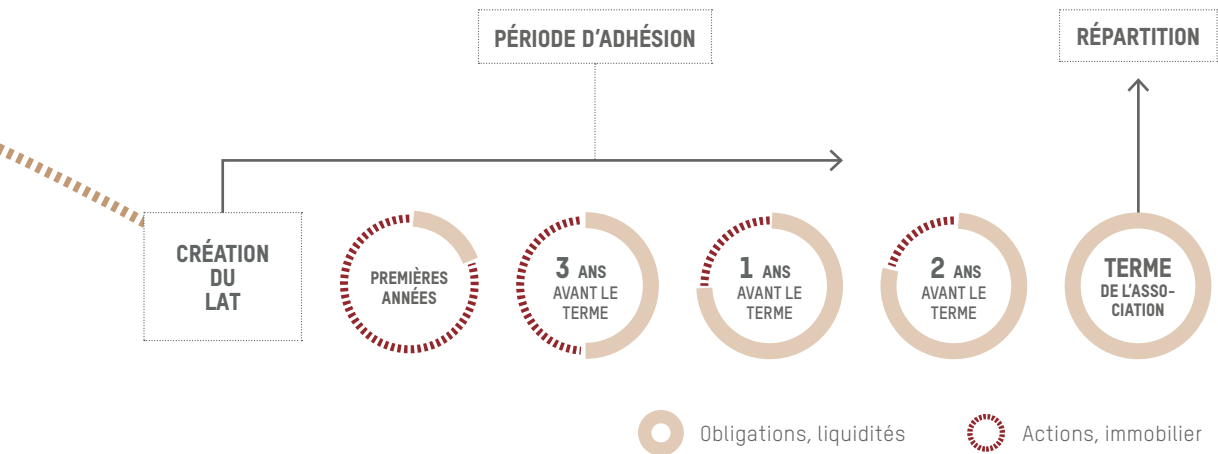 PÉRIODE D'ADHÉSION
RÉPARTITION
CRÉATION
DU
LAT
PREMIÈRES
ANNÉES
3 ANS
AVANT LE
TERME
1 ANS
AVANT LE
TERME
2 ANS
AVANT LE
TERME
TERME
DE L'ASSO-
CIATION
Obligations, liquidités
Actions, immobilier